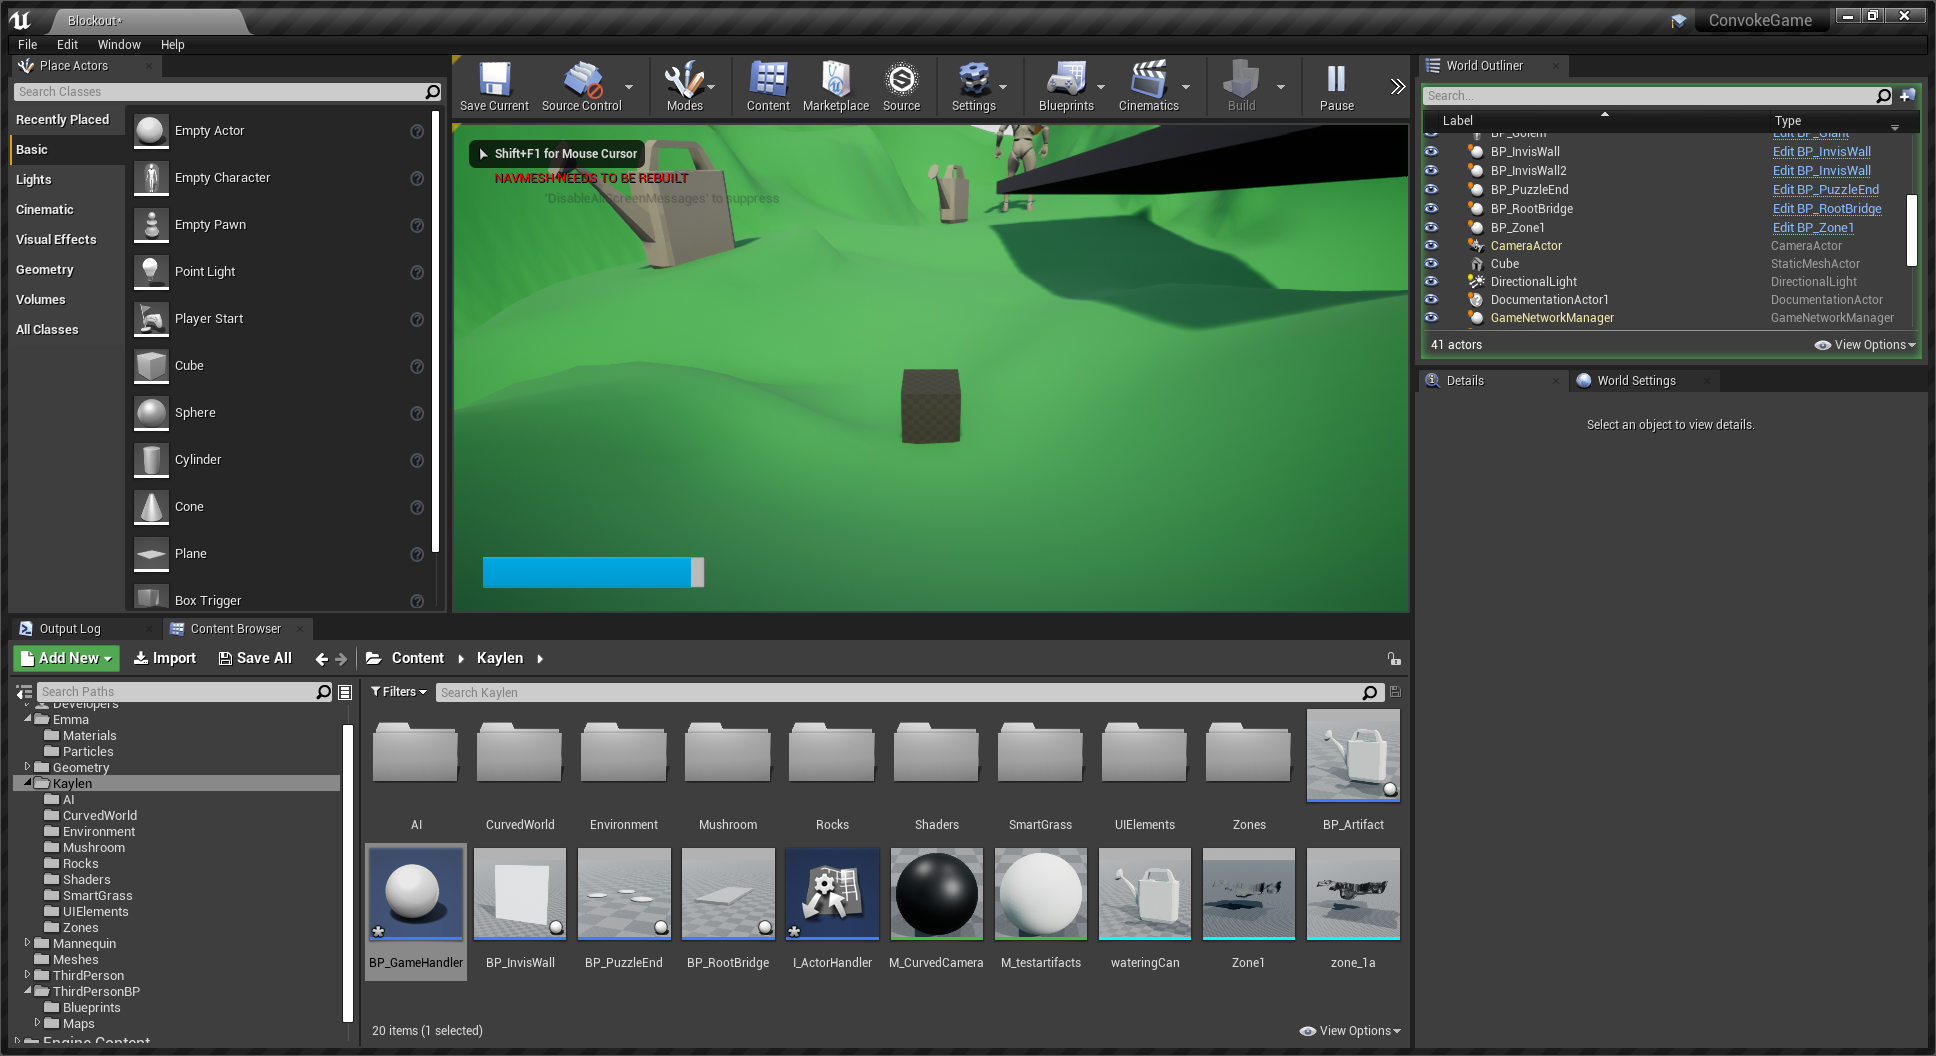 Blockout*
ConvokeGame
File Edit Window Help
Place Actors
Search Classes
Recently Placed
Basic
Lights
Cinematic
Visual Effects
Geometry
Volumes
All Classes
Empty Actor
Empty Character
Empty Pawn
Point Light
Player Start
Cube
Sphere
Cylinder
Cone
Plane
Box Trigger
Save Current
Source Control
Modes
Content
Marketplace
Source
Settings
Blueprints
Cinematics
Build
Pause
Shift+F1 for Mouse Cursor
NAVMESH NEEDS TO BE REBUILT
'DisableAllScreenMessages' to suppress
World Outliner
Search...
Label Type
BP_Golem Edit BP_Giant
BP_InvisWall Edit BP_InvisWall
BP_InvisWall2 Edit BP_InvisWall
BP_PuzzleEnd Edit BP_PuzzleEnd
BP_RootBridge Edit BP_RootBridge
BP_Zone1 Edit BP_Zone1
CameraActor CameraActor
Cube StaticMeshActor
DirectionalLight DirectionalLight
DocumentationActor1 DocumentationActor
GameNetworkManager GameNetworkManager
41 actors View Options
Details World Settings
Select an object to view details.
Output Log Content Browser
Add New Import Save All Content Kaylen
Search Paths
Developers
Emma
Materials
Particles
Geometry
Kaylen
AI
CurvedWorld
Environment
Mushroom
Rocks
Shaders
SmartGrass
UIElements
Zones
Mannequin
Meshes
ThirdPerson
ThirdPersonBP
Blueprints
Maps
Engine Content
Filters Search Kaylen
AI CurvedWorld Environment Mushroom Rocks Shaders SmartGrass UIElements Zones BP_Artifact
BP_GameHandler BP_InvisWall BP_PuzzleEnd BP_RootBridge I_ActorHandler M_CurvedCamera M_testartifacts wateringCan Zone1 zone_1a
20 items (1 selected) View Options